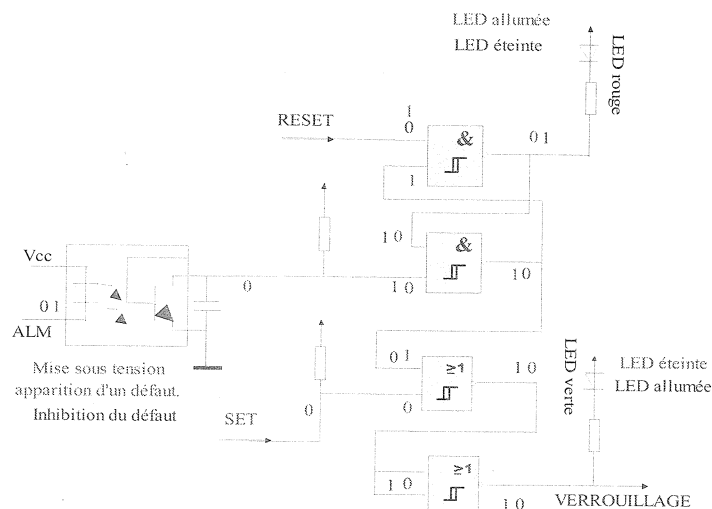 LED allumée
LED éteinte
LED rouge
1
RESET
0
&
0 1
1
&
1 0
Vcc
0
1 0
1 0
0 1
ALM
Mise sous tension
apparition d'un défaut.
Inhibition du défaut
0 1
≥1
1 0
LED verte
LED éteinte
LED allumée
0
0
SET
≥1
1 0
1 0
VERROUILLAGE